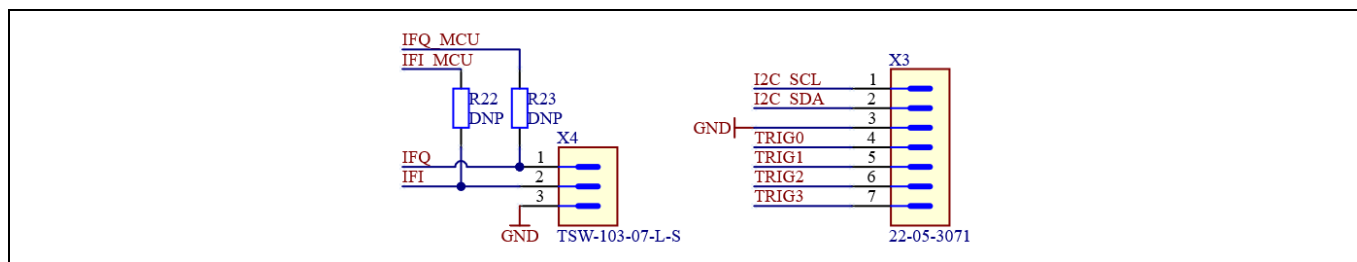 IFQ_MCU
IFI_MCU
R22
DNP
R23
DNP
X4
IFQ
1
IFI
2
3
GND
TSW-103-07-L-S
X3
I2C_SCL
1
I2C_SDA
2
GND
3
TRIG0
4
TRIG1
5
TRIG2
6
TRIG3
7
22-05-3071